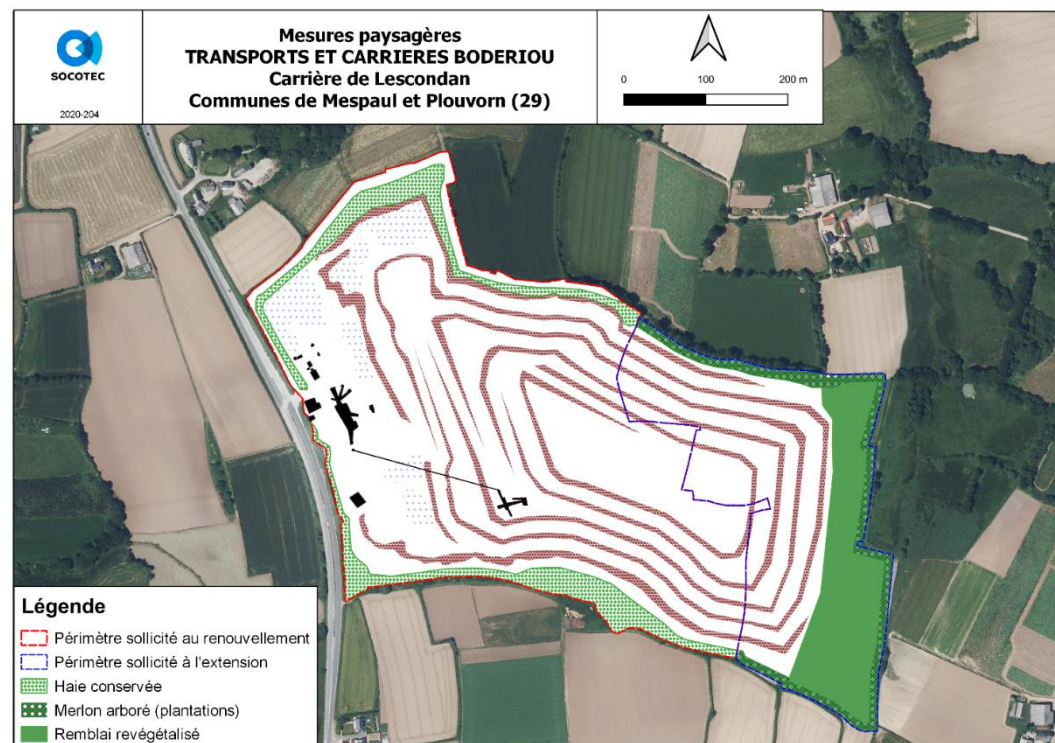 SOCOTEC
2020-204
Mesures paysagères
TRANSPORTS ET CARRIERES BODERIOU
Carrière de Lescondan
Communes de Mespaul et Plouvorn (29)
0 100 200 m
Légende
Périmètre sollicité au renouvellement
Périmètre sollicité à l'extension
Haie conservée
Merlon arboré (plantations)
Remblai revégétalisé